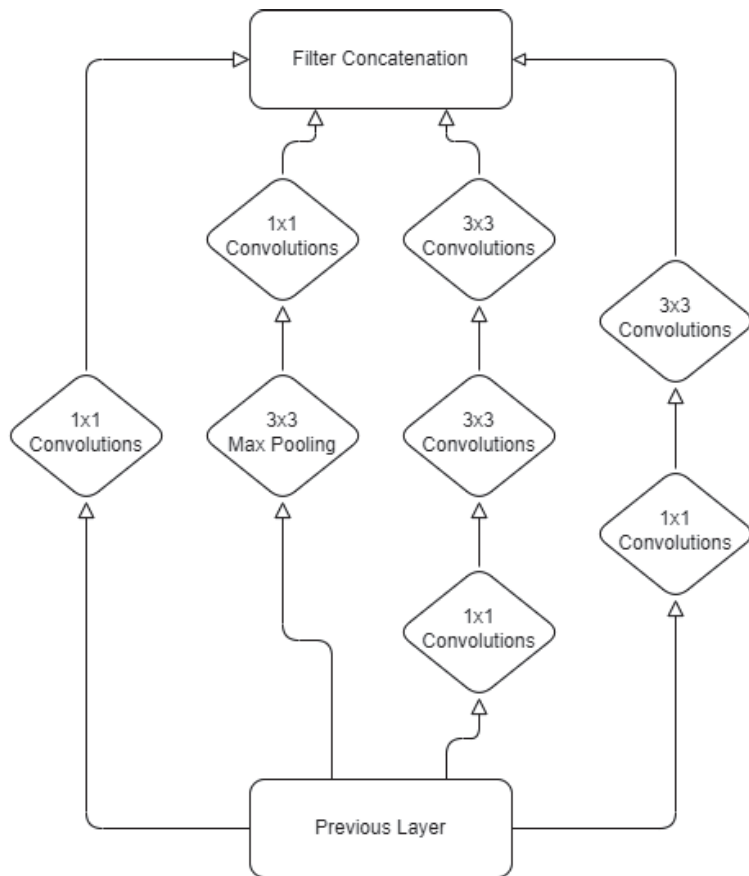 Filter Concatenation
1x1
Convolutions
3x3
Convolutions
3x3
Convolutions
1x1
Convolutions
3x3
Max Pooling
3x3
Convolutions
1x1
Convolutions
1x1
Convolutions
Previous Layer